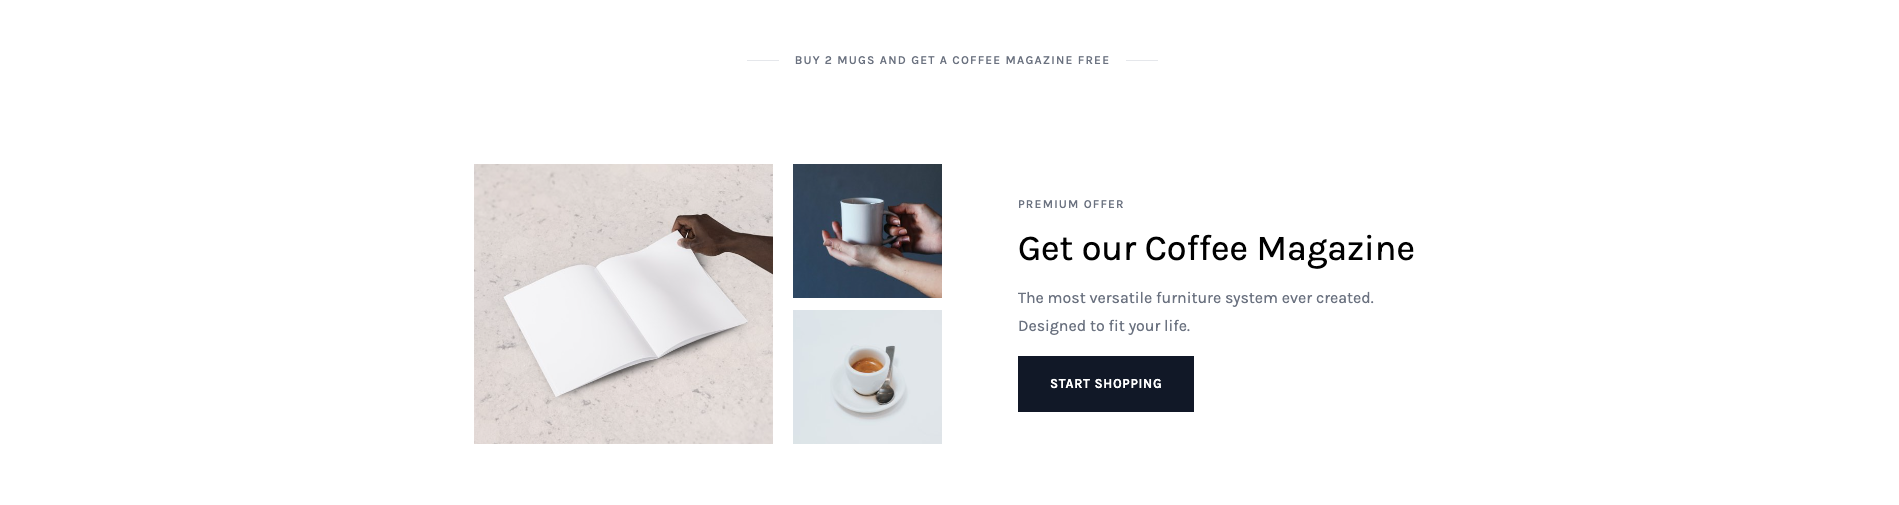 BUY 2 MUGS AND GET A COFFEE MAGAZINE FREE
PREMIUM OFFER
Get our Coffee Magazine
The most versatile furniture system ever created.
Designed to fit your life.
START SHOPPING